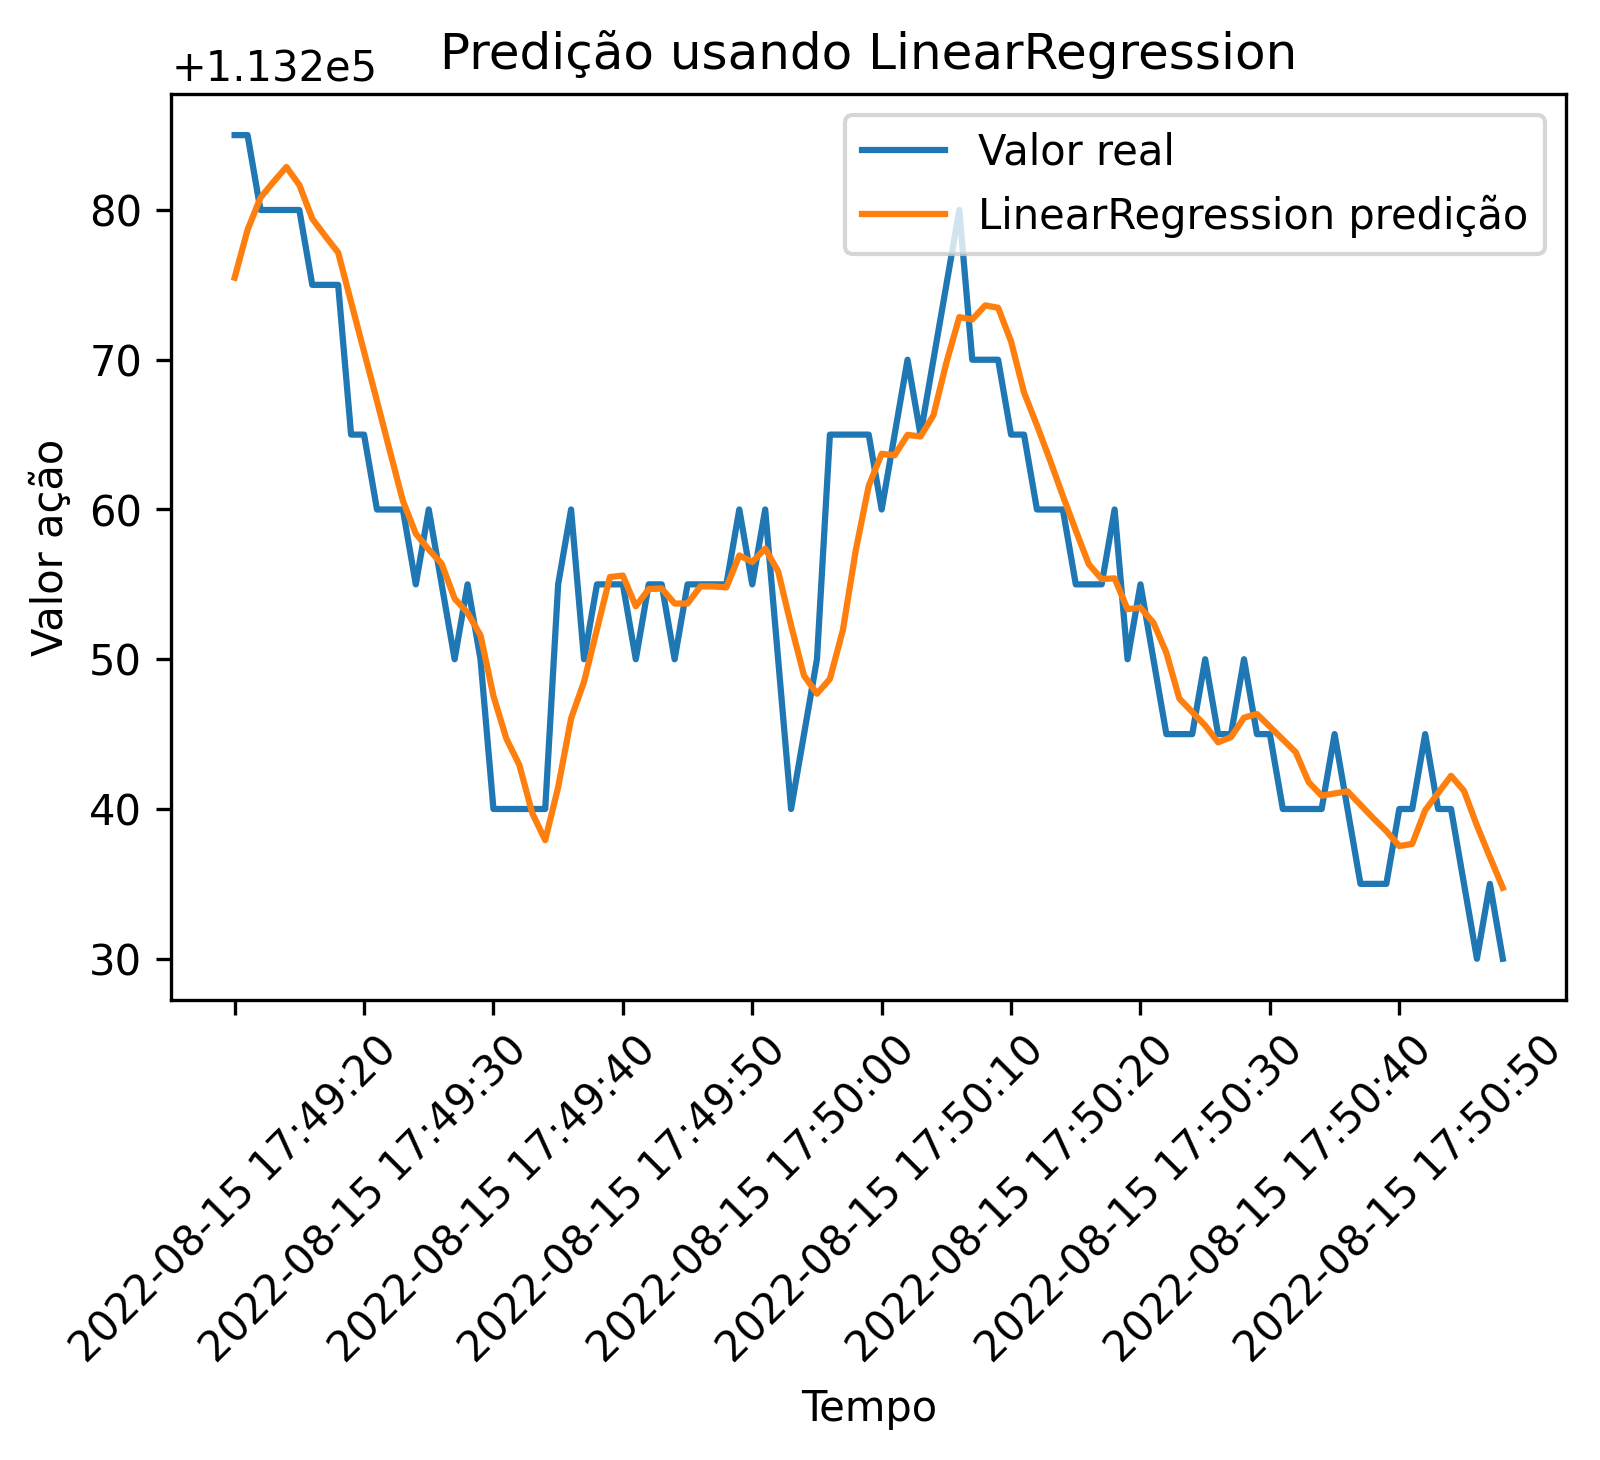 Predição usando LinearRegression
+1.132e5
Valor real
LinearRegression predição
80
70
60
50
40
30
Valor ação
2022-08-15 17:49:20
2022-08-15 17:49:30
2022-08-15 17:49:40
2022-08-15 17:49:50
2022-08-15 17:50:00
2022-08-15 17:50:10
2022-08-15 17:50:20
2022-08-15 17:50:30
2022-08-15 17:50:40
2022-08-15 17:50:50
Tempo